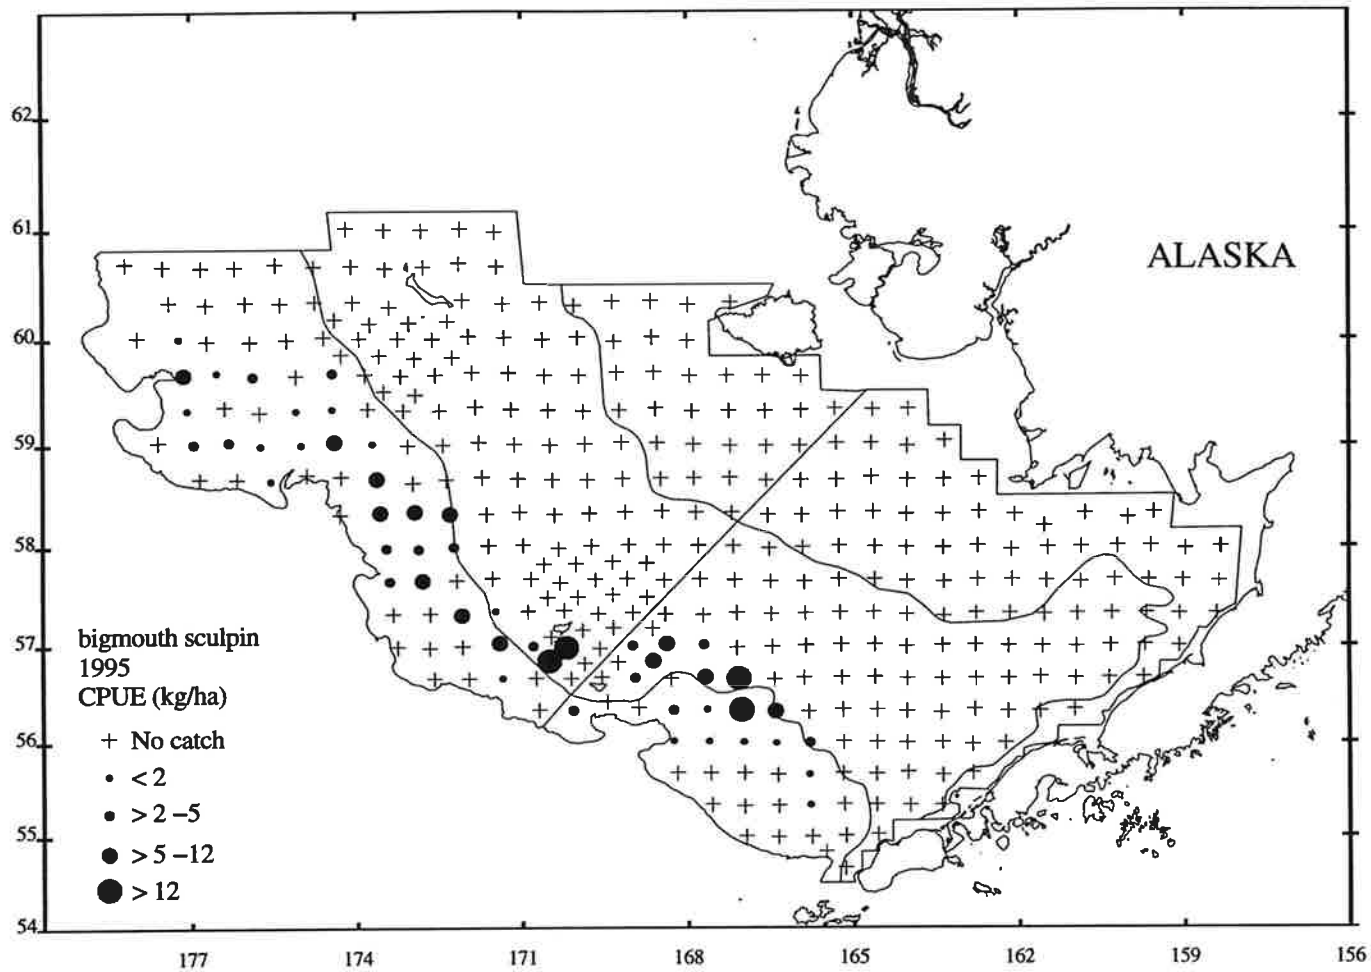 62
61
ALASKA
60
59
58
57
bigmouth sculpin
1995
CPUE (kg/ha)
+ No catch
< 2
> 2 –5
56
> 5 –12
55
> 12
54
177 174 171 168 165 162 159 156